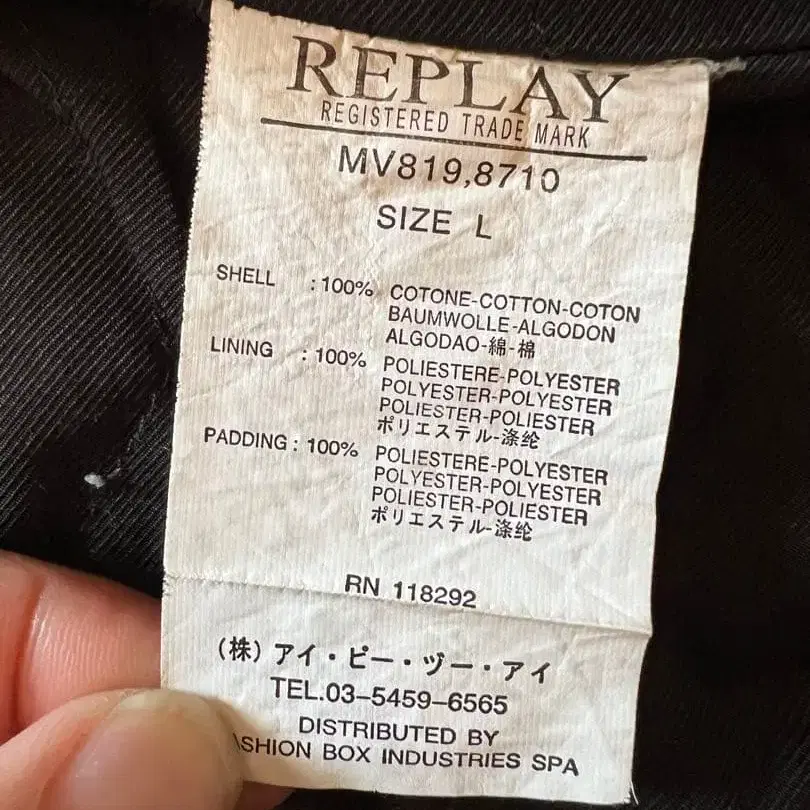 REPLAY
REGISTERED TRADE MARK
MV819,8710
SIZE L
SHELL : 100% COTONE-COTTON-COTON
BAUMWOLLE-ALGODON
ALGODAO-綿-棉
LINING : 100% POLIESTERE-POLYESTER
POLYESTER-POLYESTER
POLIESTER-POLIESTER
ポリエステル-涤纶
PADDING : 100% POLIESTERE-POLYESTER
POLYESTER-POLYESTER
POLIESTER-POLIESTER
ポリエステル-涤纶
RN 118292
(株) アイ・ピー・ヅー・アイ
TEL.03-5459-6565
DISTRIBUTED BY
ASHION BOX INDUSTRIES SPA